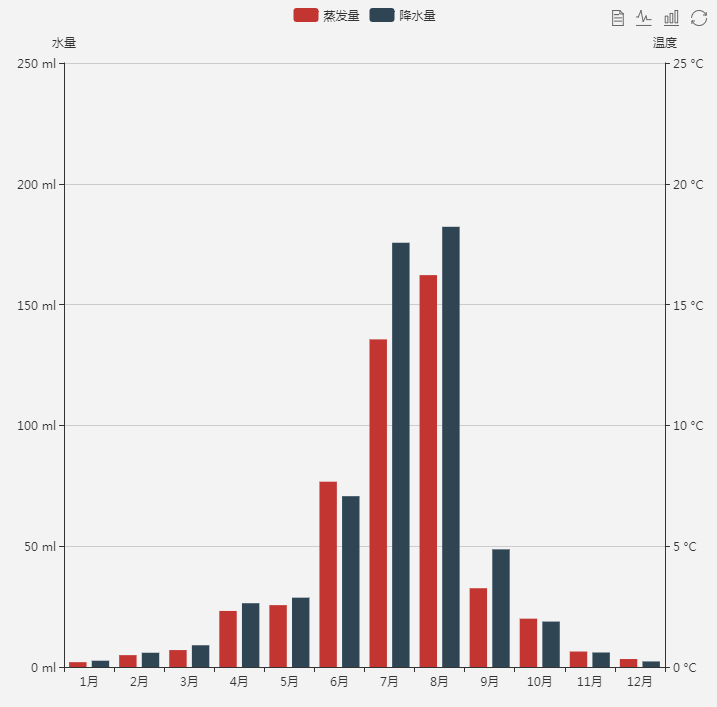 蒸发量 降水量
水量 温度
250 ml 25 °C
200 ml 20 °C
150 ml 15 °C
100 ml 10 °C
50 ml 5 °C
0 ml 0 °C
1月 2月 3月 4月 5月 6月 7月 8月 9月 10月 11月 12月